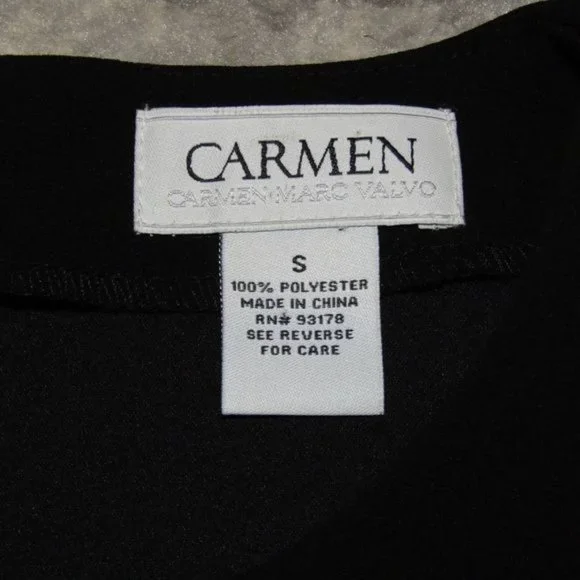 CARMEN
CARMEN MARC VALVO
S
100% POLYESTER
MADE IN CHINA
RN# 93178
SEE REVERSE
FOR CARE